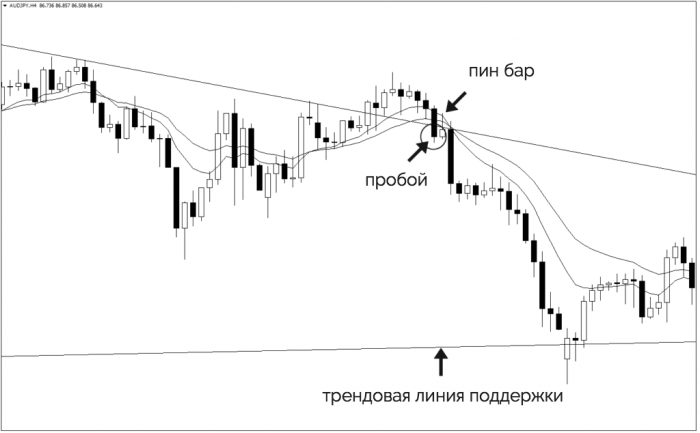 AUDJPY,H4 86.736 86.857 86.508 86.643
пин бар
пробой
трендовая линия поддержки